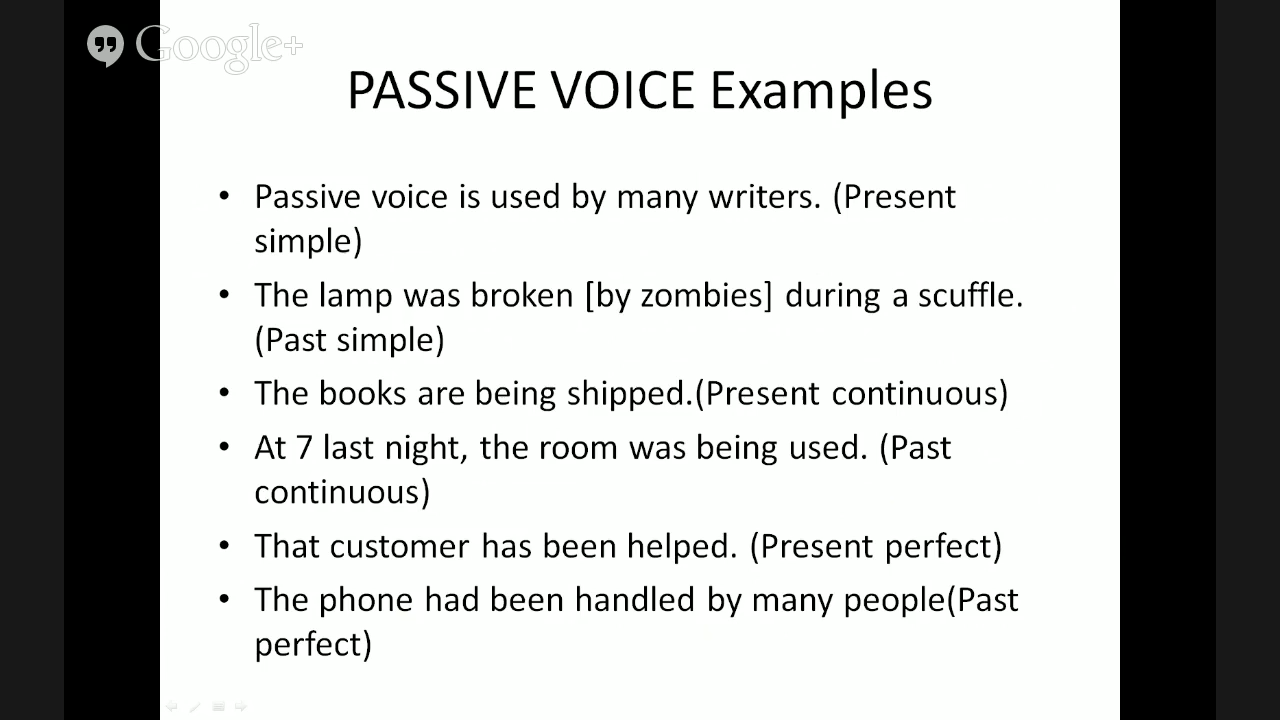 Google+
PASSIVE VOICE Examples
• Passive voice is used by many writers. (Present
simple)
• The lamp was broken [by zombies] during a scuffle.
(Past simple)
• The books are being shipped.(Present continuous)
• At 7 last night, the room was being used. (Past
continuous)
• That customer has been helped. (Present perfect)
• The phone had been handled by many people(Past
perfect)